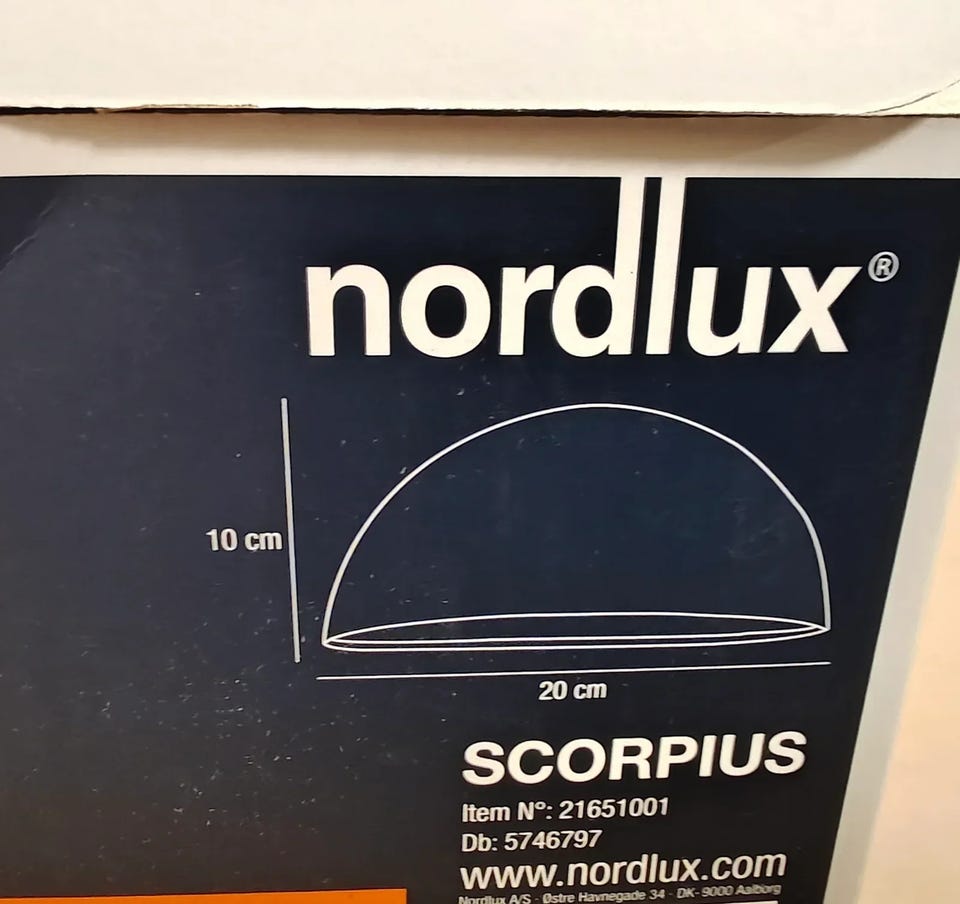 nordlux®
10 cm
20 cm
SCORPIUS
Item N°: 21651001
Db: 5746797
www.nordlux.com
Nordlux A/S - Østre Havnegade 34 - DK- 9000 Aalborg